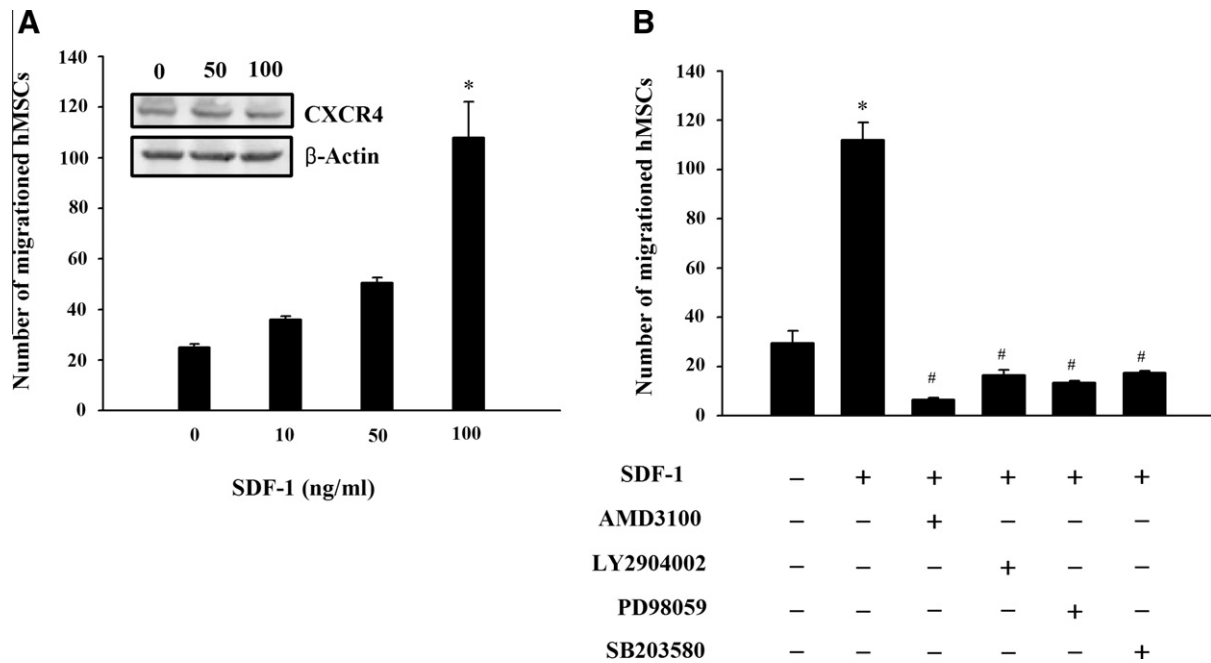 A
Number of migrationed hMSCs
140
120
100
80
60
40
20
0
0 50 100
CXCR4
β-Actin
*
0 10 50 100
SDF-1 (ng/ml)
B
Number of migrationed hMSCs
140
120
100
80
60
40
20
0
*
# # # #
SDF-1 – + + + + +
AMD3100 – – + – – –
LY2904002 – – – + – –
PD98059 – – – – + –
SB203580 – – – – – +